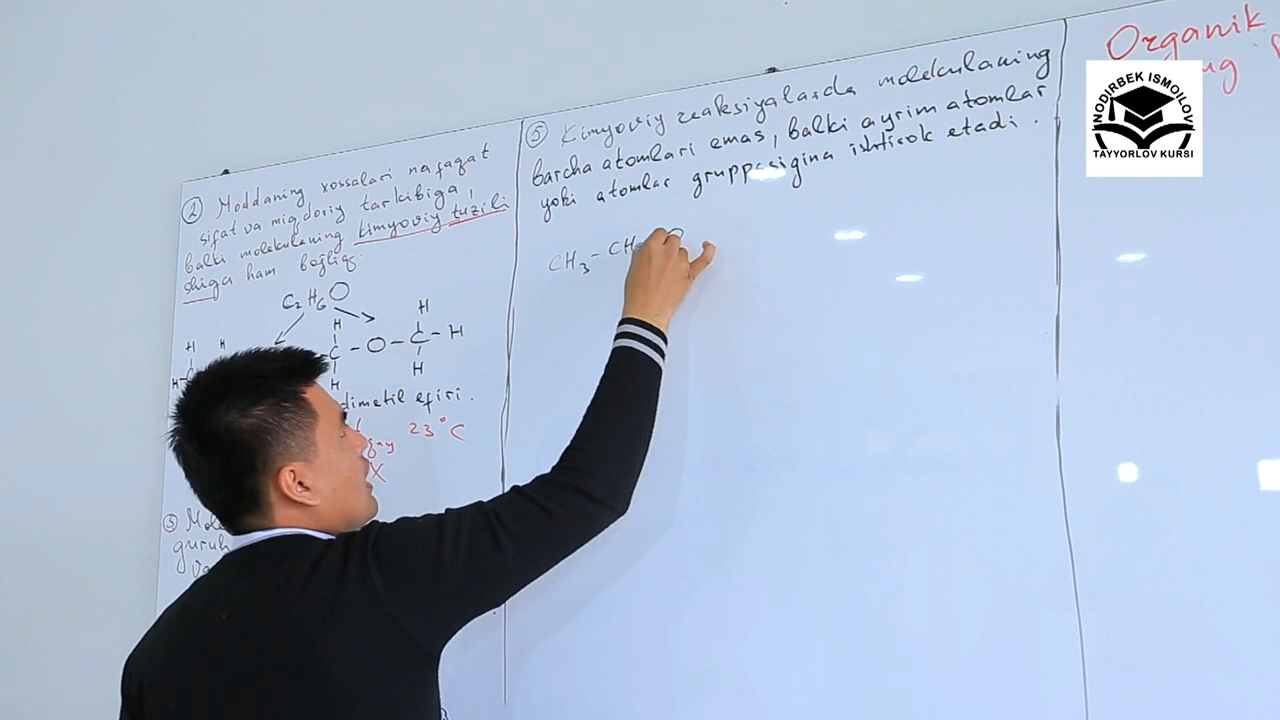 ② Moddaning xossalari nafaqat
sifat va miqdoriy tarkibiga,
balki molekulaning kimyoviy tuzili
shiga ham bog'liq.
C₂H₆O
H H H H
H-C C-O-C-H
H H
dimetil efiri.
23°C
X
③
guruh
⑤ Kimyoviy reaksiyalarda molekulaning
barcha atomlari emas, balki ayrim atomlar
yoki atomlar gruppasigina ishtirok etadi.
CH₃-CH O
Organik
NODIRBEK ISMOILOV
TAYYORLOV KURSI